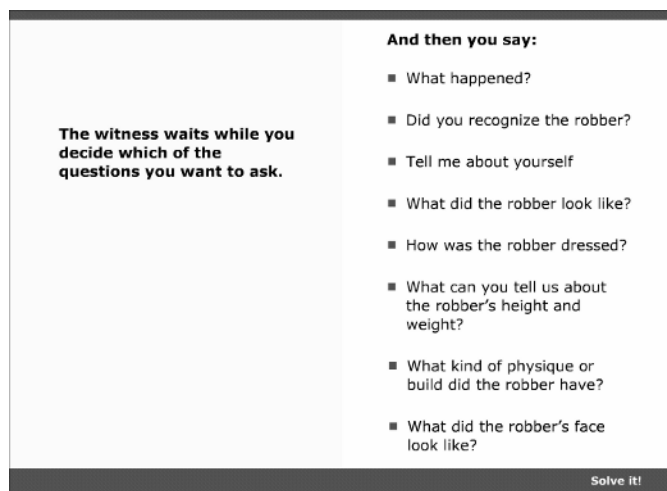 The witness waits while you
decide which of the
questions you want to ask.
And then you say:
What happened?
Did you recognize the robber?
Tell me about yourself
What did the robber look like?
How was the robber dressed?
What can you tell us about
the robber's height and
weight?
What kind of physique or
build did the robber have?
What did the robber's face
look like?
Solve it!